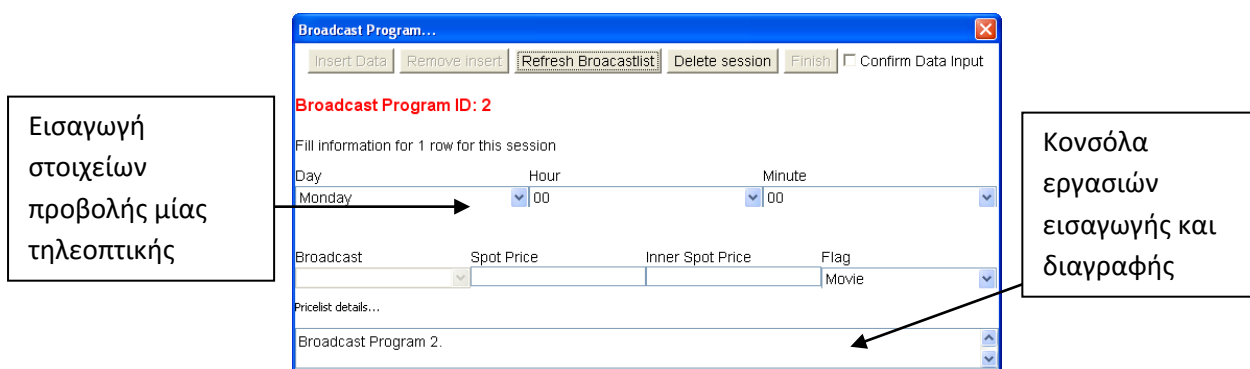 Broadcast Program...
Insert Data Remove insert Refresh Broacastlist Delete session Finish Confirm Data Input
Broadcast Program ID: 2
Fill information for 1 row for this session
Day Hour Minute
Monday 00 00
Broadcast Spot Price Inner Spot Price Flag
Movie
Pricelist details...
Broadcast Program 2.
Εισαγωγή
στοιχείων
προβολής μίας
τηλεοπτικής
Κονσόλα
εργασιών
εισαγωγής και
διαγραφής